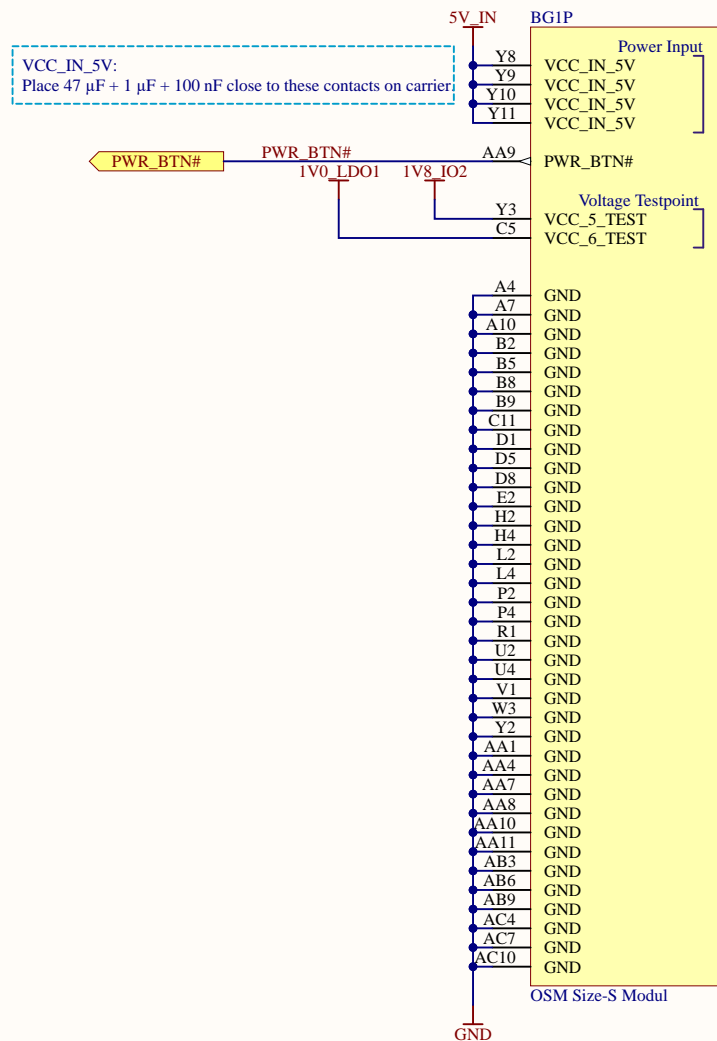 5V_IN
BG1P
Power Input
VCC_IN_5V:
Place 47 µF + 1 µF + 100 nF close to these contacts on carrier.
Y8 VCC_IN_5V
Y9 VCC_IN_5V
Y10 VCC_IN_5V
Y11 VCC_IN_5V
PWR_BTN# PWR_BTN# AA9 PWR_BTN#
1V0_LDO1 1V8_IO2
Voltage Testpoint
Y3 VCC_5_TEST
C5 VCC_6_TEST
A4 GND
A7 GND
A10 GND
B2 GND
B5 GND
B8 GND
B9 GND
C11 GND
D1 GND
D5 GND
D8 GND
E2 GND
H2 GND
H4 GND
L2 GND
L4 GND
P2 GND
P4 GND
R1 GND
U2 GND
U4 GND
V1 GND
W3 GND
Y2 GND
AA1 GND
AA4 GND
AA7 GND
AA8 GND
AA10 GND
AA11 GND
AB3 GND
AB6 GND
AB9 GND
AC4 GND
AC7 GND
AC10 GND
OSM Size-S Modul
GND